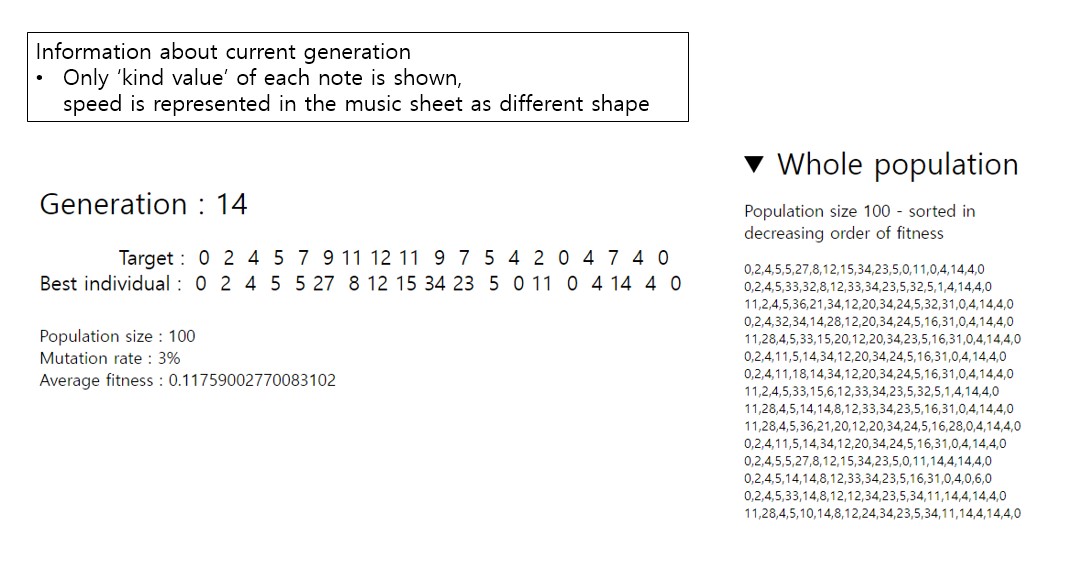 Information about current generation
• Only ‘kind value’ of each note is shown,
speed is represented in the music sheet as different shape
Generation : 14
Target : 0 2 4 5 7 9 11 12 11 9 7 5 4 2 0 4 7 4 0
Best individual : 0 2 4 5 5 27 8 12 15 34 23 5 0 11 0 4 14 4 0
Population size : 100
Mutation rate : 3%
Average fitness : 0.11759002770083102
▼ Whole population
Population size 100 - sorted in
decreasing order of fitness
0,2,4,5,5,27,8,12,15,34,23,5,0,11,0,4,14,4,0
0,2,4,5,33,32,8,12,33,34,23,5,32,5,1,4,14,4,0
11,2,4,5,36,21,34,12,20,34,24,5,32,31,0,4,14,4,0
0,2,4,32,34,14,28,12,20,34,24,5,16,31,0,4,14,4,0
11,28,4,5,33,15,20,12,20,34,23,5,16,31,0,4,14,4,0
0,2,4,11,5,14,34,12,20,34,24,5,16,31,0,4,14,4,0
0,2,4,11,18,14,34,12,20,34,24,5,16,31,0,4,14,4,0
11,2,4,5,33,15,6,12,33,34,23,5,32,5,1,4,14,4,0
11,28,4,5,14,14,8,12,33,34,23,5,16,31,0,4,14,4,0
11,28,4,5,36,21,20,12,20,34,24,5,16,28,0,4,14,4,0
0,2,4,11,5,14,34,12,20,34,24,5,16,31,0,4,14,4,0
0,2,4,5,5,27,8,12,15,34,23,5,0,11,14,4,14,4,0
0,2,4,5,14,14,8,12,33,34,23,5,16,31,0,4,0,6,0
0,2,4,5,33,14,8,12,12,34,23,5,34,11,14,4,14,4,0
11,28,4,5,10,14,8,12,24,34,23,5,34,11,14,4,14,4,0